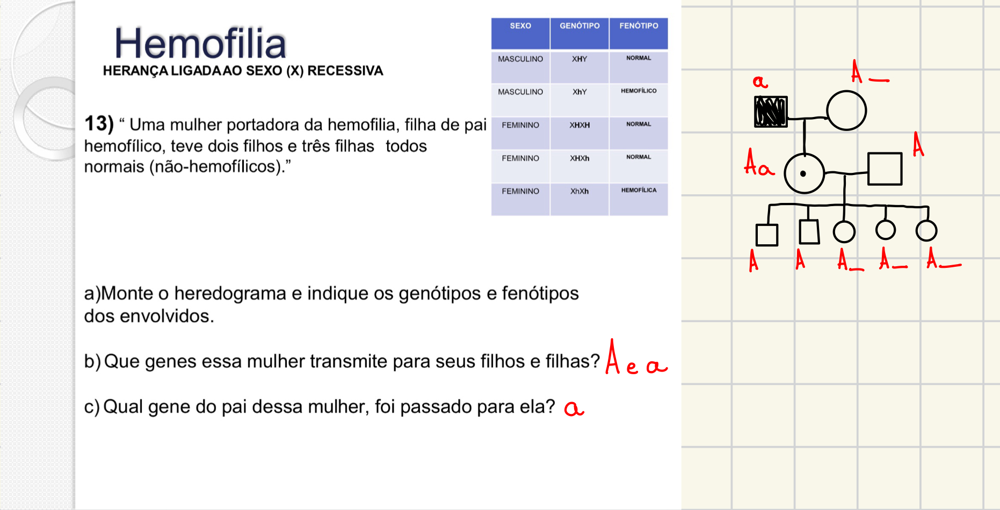 Hemofilia
HERANÇA LIGADA AO SEXO (X) RECESSIVA
SEXO GENÓTIPO FENÓTIPO
MASCULINO XHY NORMAL
MASCULINO XhY HEMOFÍLICO
FEMININO XHXH NORMAL
FEMININO XHXh NORMAL
FEMININO XhXh HEMOFÍLICA
13) “ Uma mulher portadora da hemofilia, filha de pai
hemofílico, teve dois filhos e três filhas todos
normais (não-hemofílicos).”
a)Monte o heredograma e indique os genótipos e fenótipos
dos envolvidos.
b) Que genes essa mulher transmite para seus filhos e filhas? A e a
c) Qual gene do pai dessa mulher, foi passado para ela? a
a A_
Aa A
A A A_ A_ A_